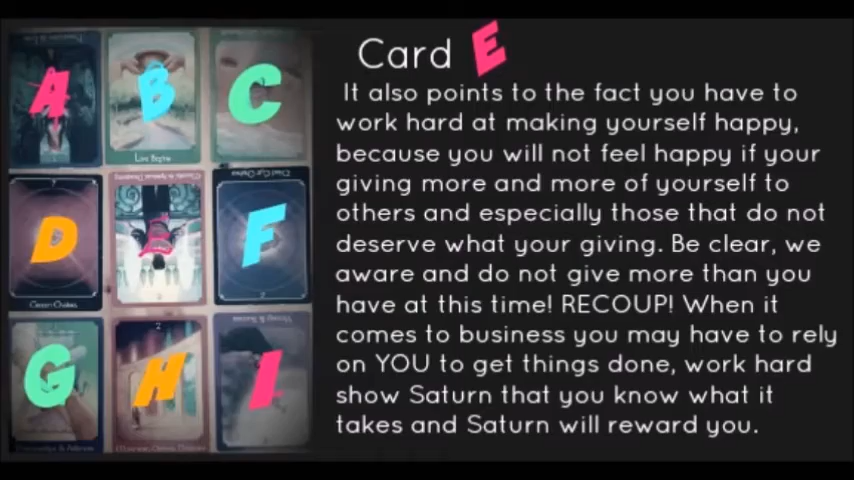 Card E
It also points to the fact you have to
work hard at making yourself happy,
because you will not feel happy if your
giving more and more of yourself to
others and especially those that do not
deserve what your giving. Be clear, we
aware and do not give more than you
have at this time! RECOUP! When it
comes to business you may have to rely
on YOU to get things done, work hard
show Saturn that you know what it
takes and Saturn will reward you.
A B C
D E F
G H I